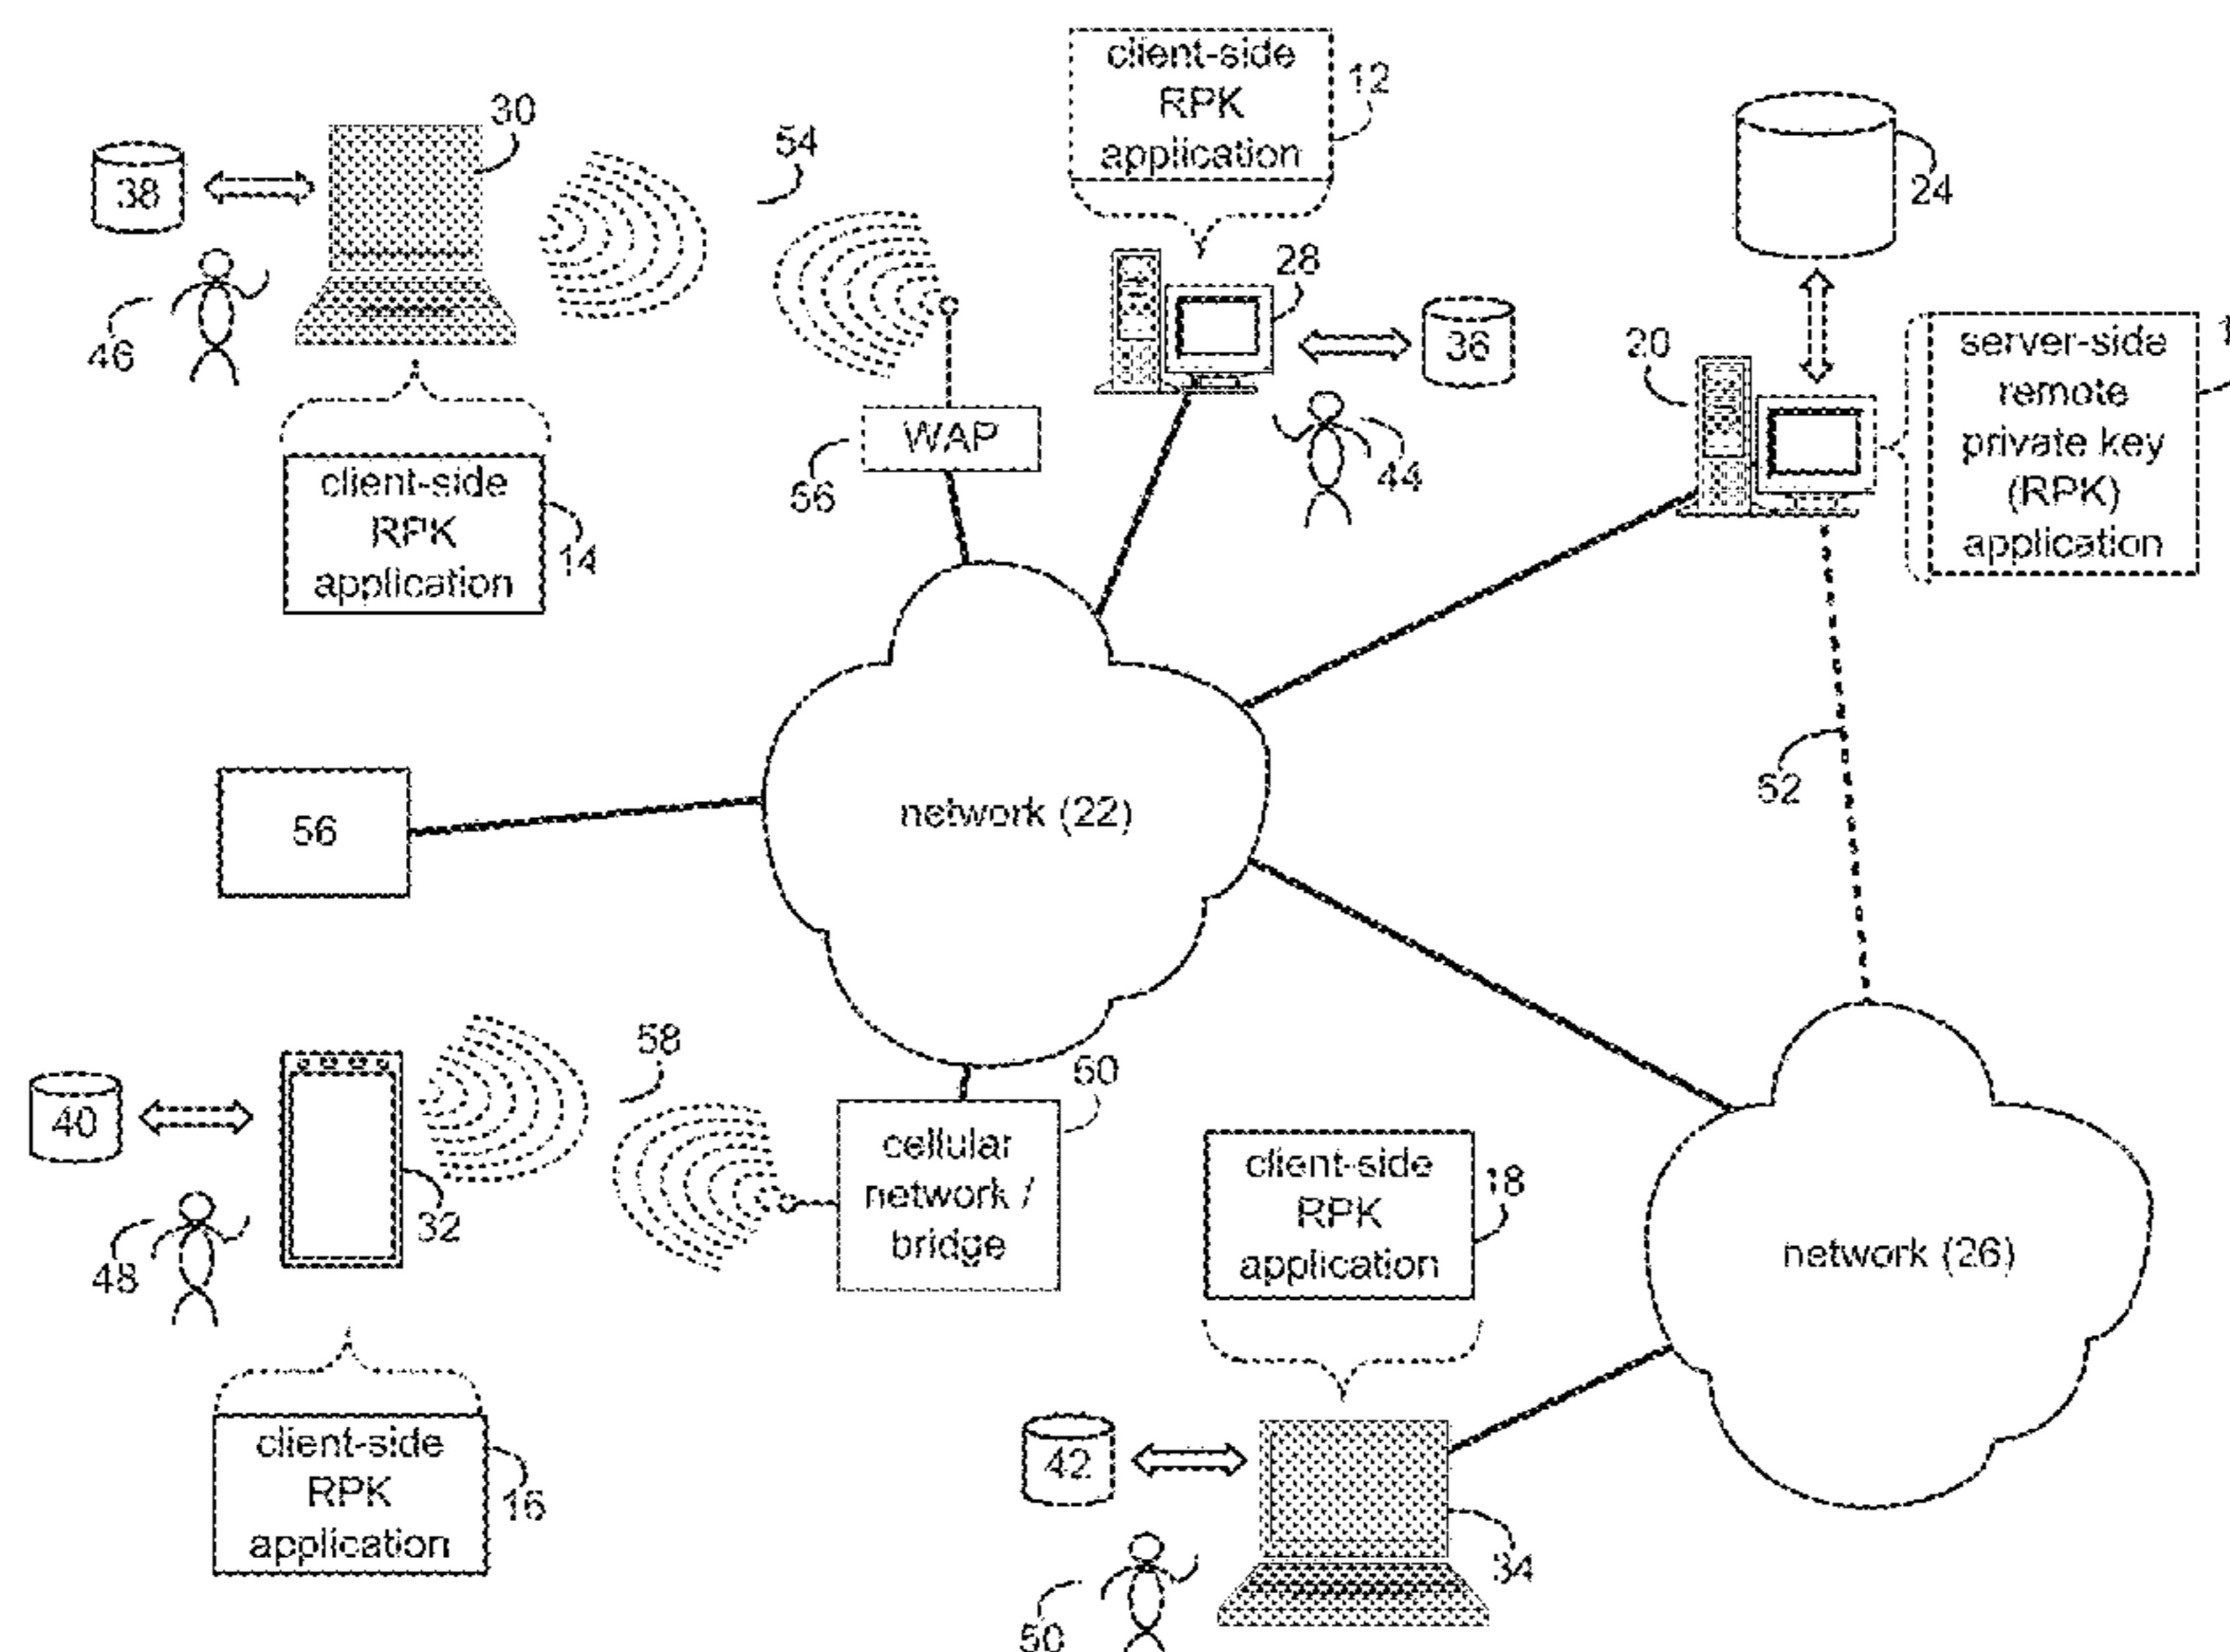 client-side
RPK
application
12
30
54
38
24
28
46
36
20
server-side
remote
private key
(RPK)
application
1
WAP
56
44
client-side
RPK
application
14
network (22)
52
56
58
60
40
32
48
cellular
network /
bridge
client-side
RPK
application
18
network (26)
client-side
RPK
application
16
42
34
50